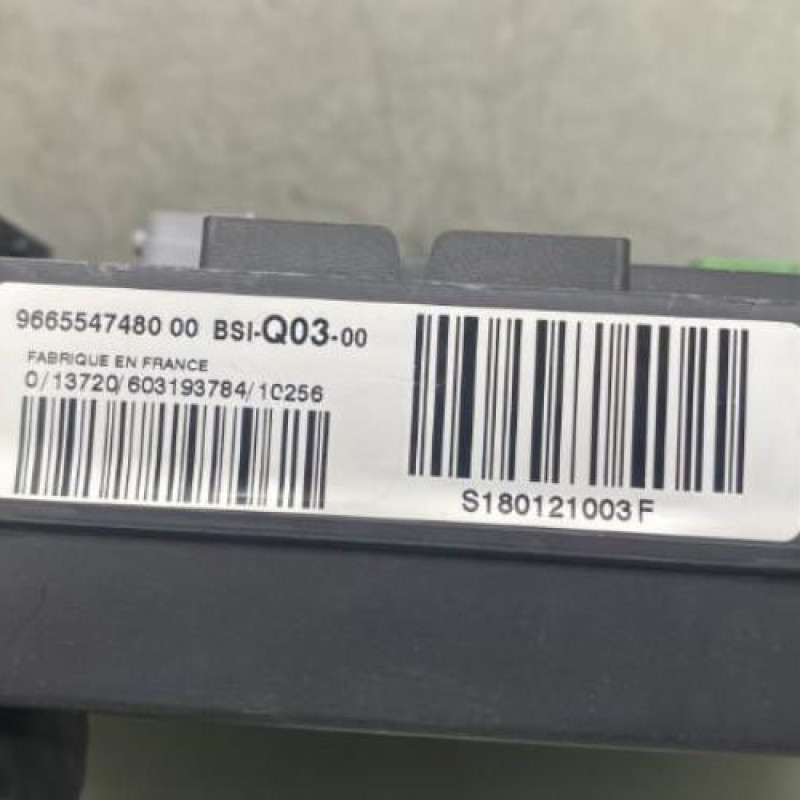 9665547480 00 BSI-Q03-00
FABRIQUE EN FRANCE
0/13720/603193784/10256
S180121003F